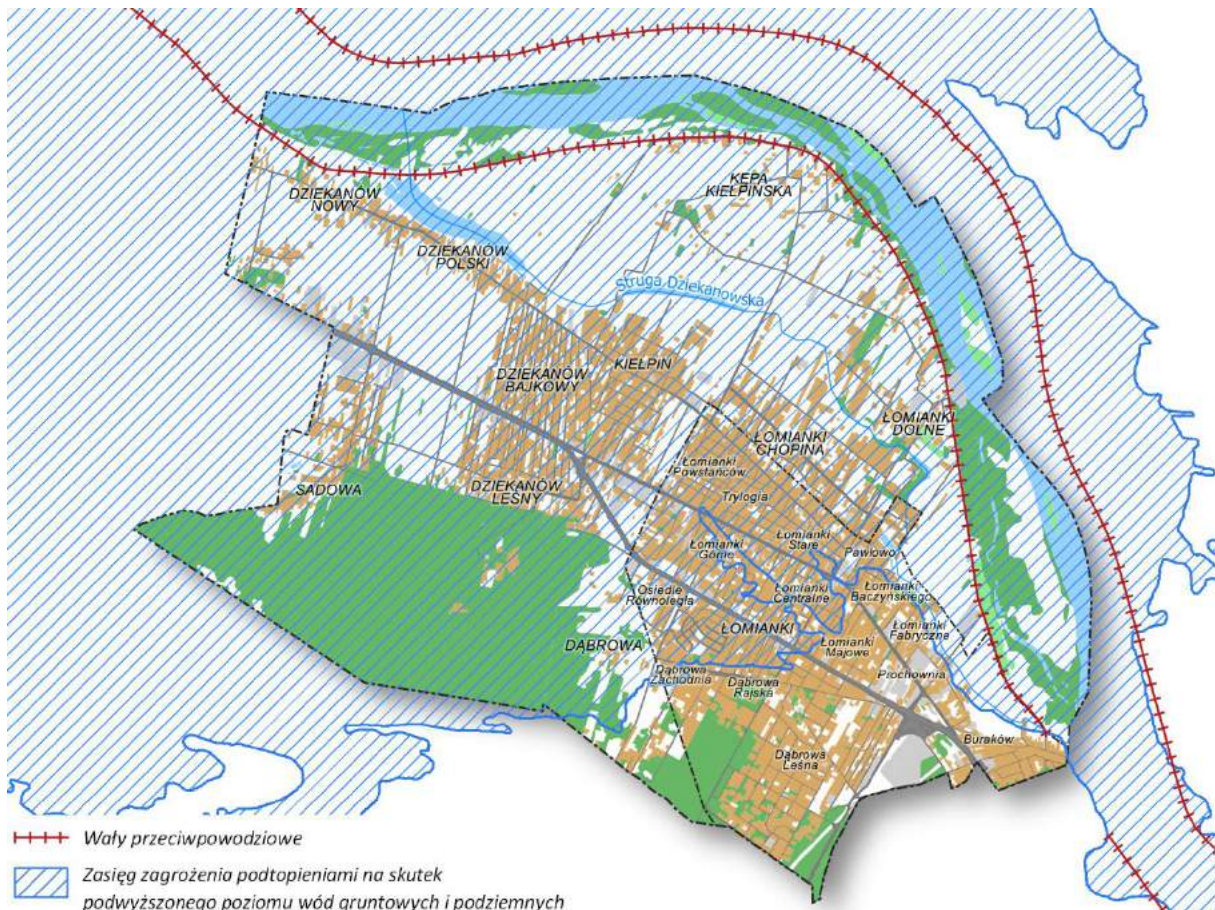 DZIEKANÓW
NOWY
KĘPA
KIEŁPIŃSKA
DZIEKANÓW
POLSKI
Struga Dziekanowska
KIEŁPIN
DZIEKANÓW
BAJKOWY
ŁOMIANKI
DOLNE
ŁOMIANKI
CHOPINA
Łomianki
Powstańców
SADOWA
DZIEKANÓW
LEŚNY
Trylogia
Łomianki
Górne
Łomianki
Stare
Pawłowo
Osiedle
Równoległa
Łomianki
Centralne
Łomianki
Baczyńskiego
ŁOMIANKI
Łomianki
Fabryczne
DĄBROWA
Łomianki
Majowe
Dąbrowa
Zachodnia
Dąbrowa
Rajska
Prochownia
Buraków
Dąbrowa
Leśna
Wały przeciwpowodziowe
Zasięg zagrożenia podtopieniami na skutek
podwyższonego poziomu wód gruntowych i podziemnych